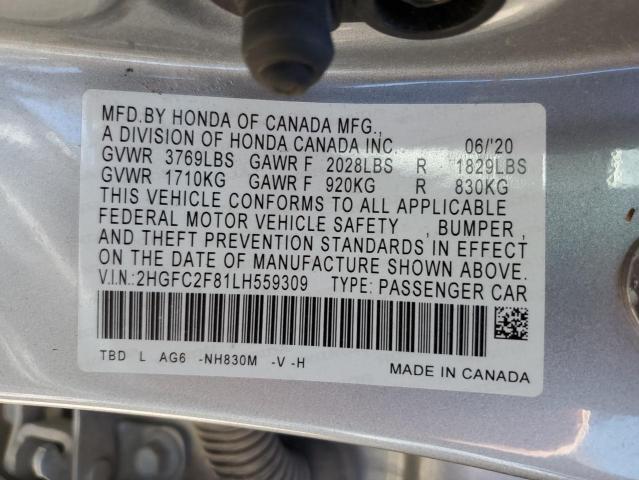 MFD.BY HONDA OF CANADA MFG.,
A DIVISION OF HONDA CANADA INC. 06/'20
GVWR 3769LBS GAWR F 2028LBS R 1829LBS
GVWR 1710KG GAWR F 920KG R 830KG
THIS VEHICLE CONFORMS TO ALL APPLICABLE
FEDERAL MOTOR VEHICLE SAFETY , BUMPER ,
AND THEFT PREVENTION STANDARDS IN EFFECT
ON THE DATE OF MANUFACTURE SHOWN ABOVE.
V.I.N.:2HGFC2F81LH559309 TYPE: PASSENGER CAR
TBD L AG6 -NH830M -V -H
MADE IN CANADA